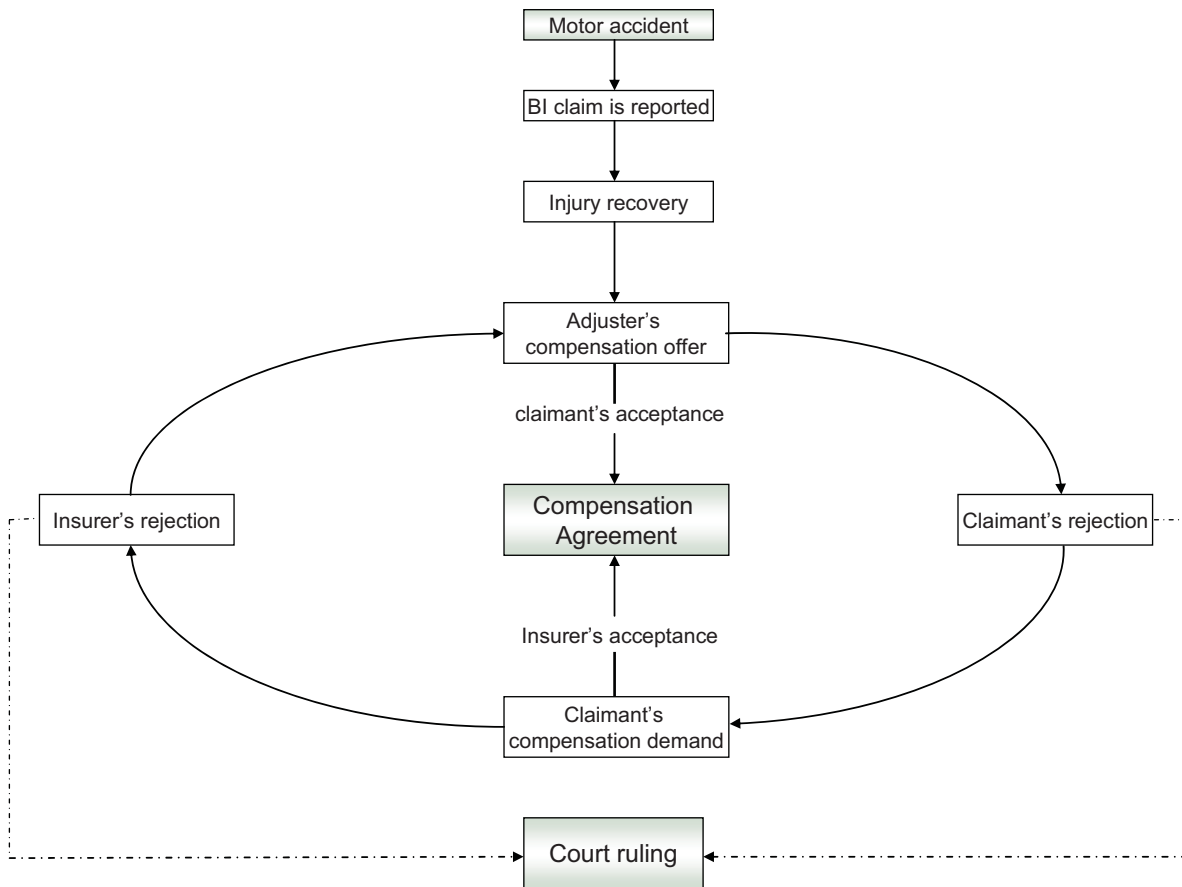 Motor accident
BI claim is reported
Injury recovery
Adjuster’s
compensation offer
claimant’s acceptance
Insurer’s rejection
Compensation
Agreement
Claimant’s rejection
Insurer’s acceptance
Claimant’s
compensation demand
Court ruling